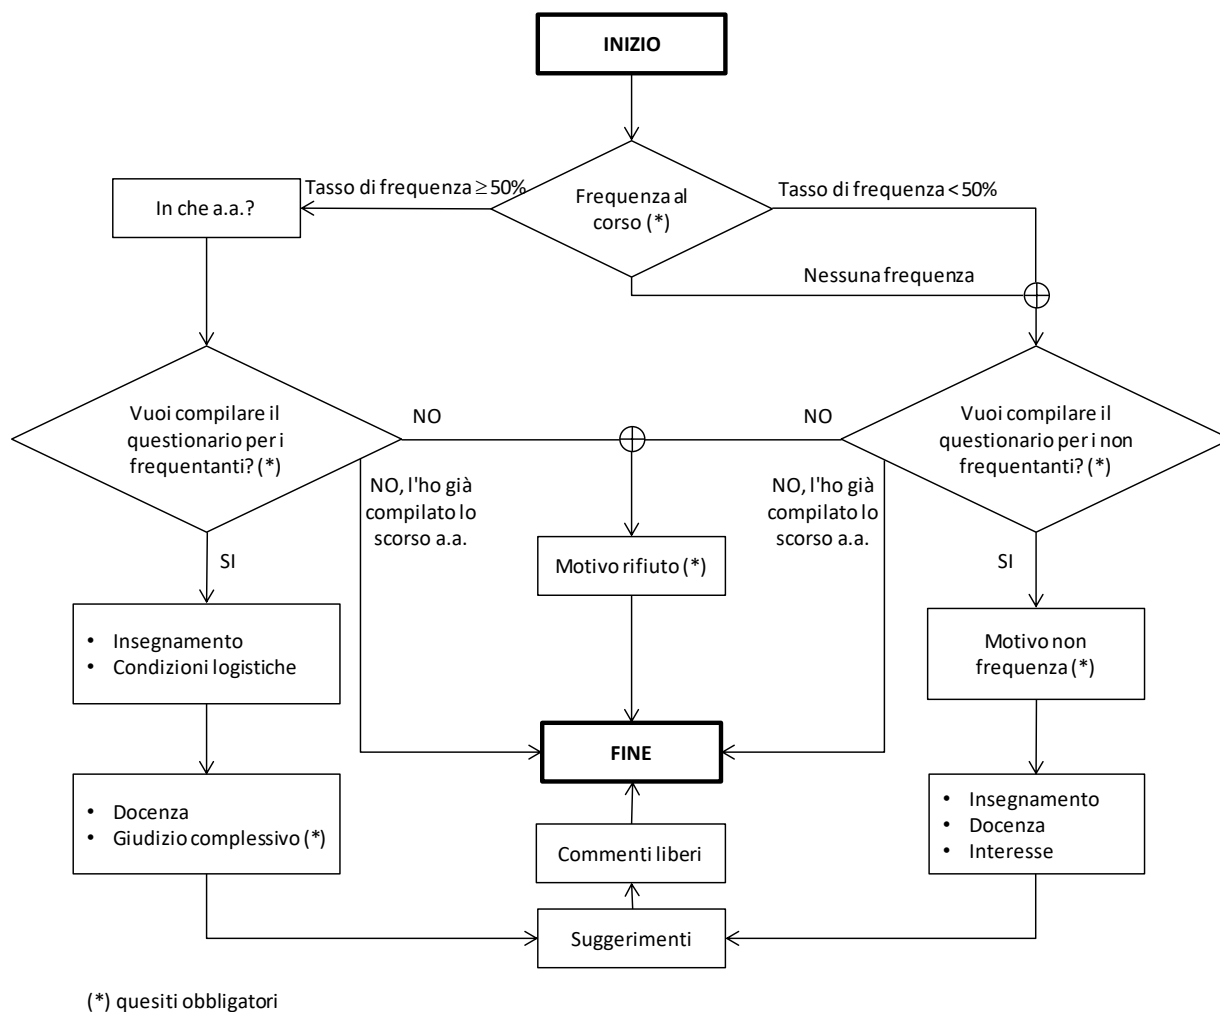 INIZIO
Tasso di frequenza ≥ 50%
Frequenza al
corso (*)
Tasso di frequenza < 50%
In che a.a.?
Nessuna frequenza
Vuoi compilare il
questionario per i
frequentanti? (*)
NO
NO
Vuoi compilare il
questionario per i non
frequentanti? (*)
NO, l'ho già
compilato lo
scorso a.a.
NO, l'ho già
compilato lo
scorso a.a.
SI
Motivo rifiuto (*)
SI
• Insegnamento
• Condizioni logistiche
Motivo non
frequenza (*)
FINE
• Docenza
• Giudizio complessivo (*)
• Insegnamento
• Docenza
• Interesse
Commenti liberi
Suggerimenti
(*) quesiti obbligatori